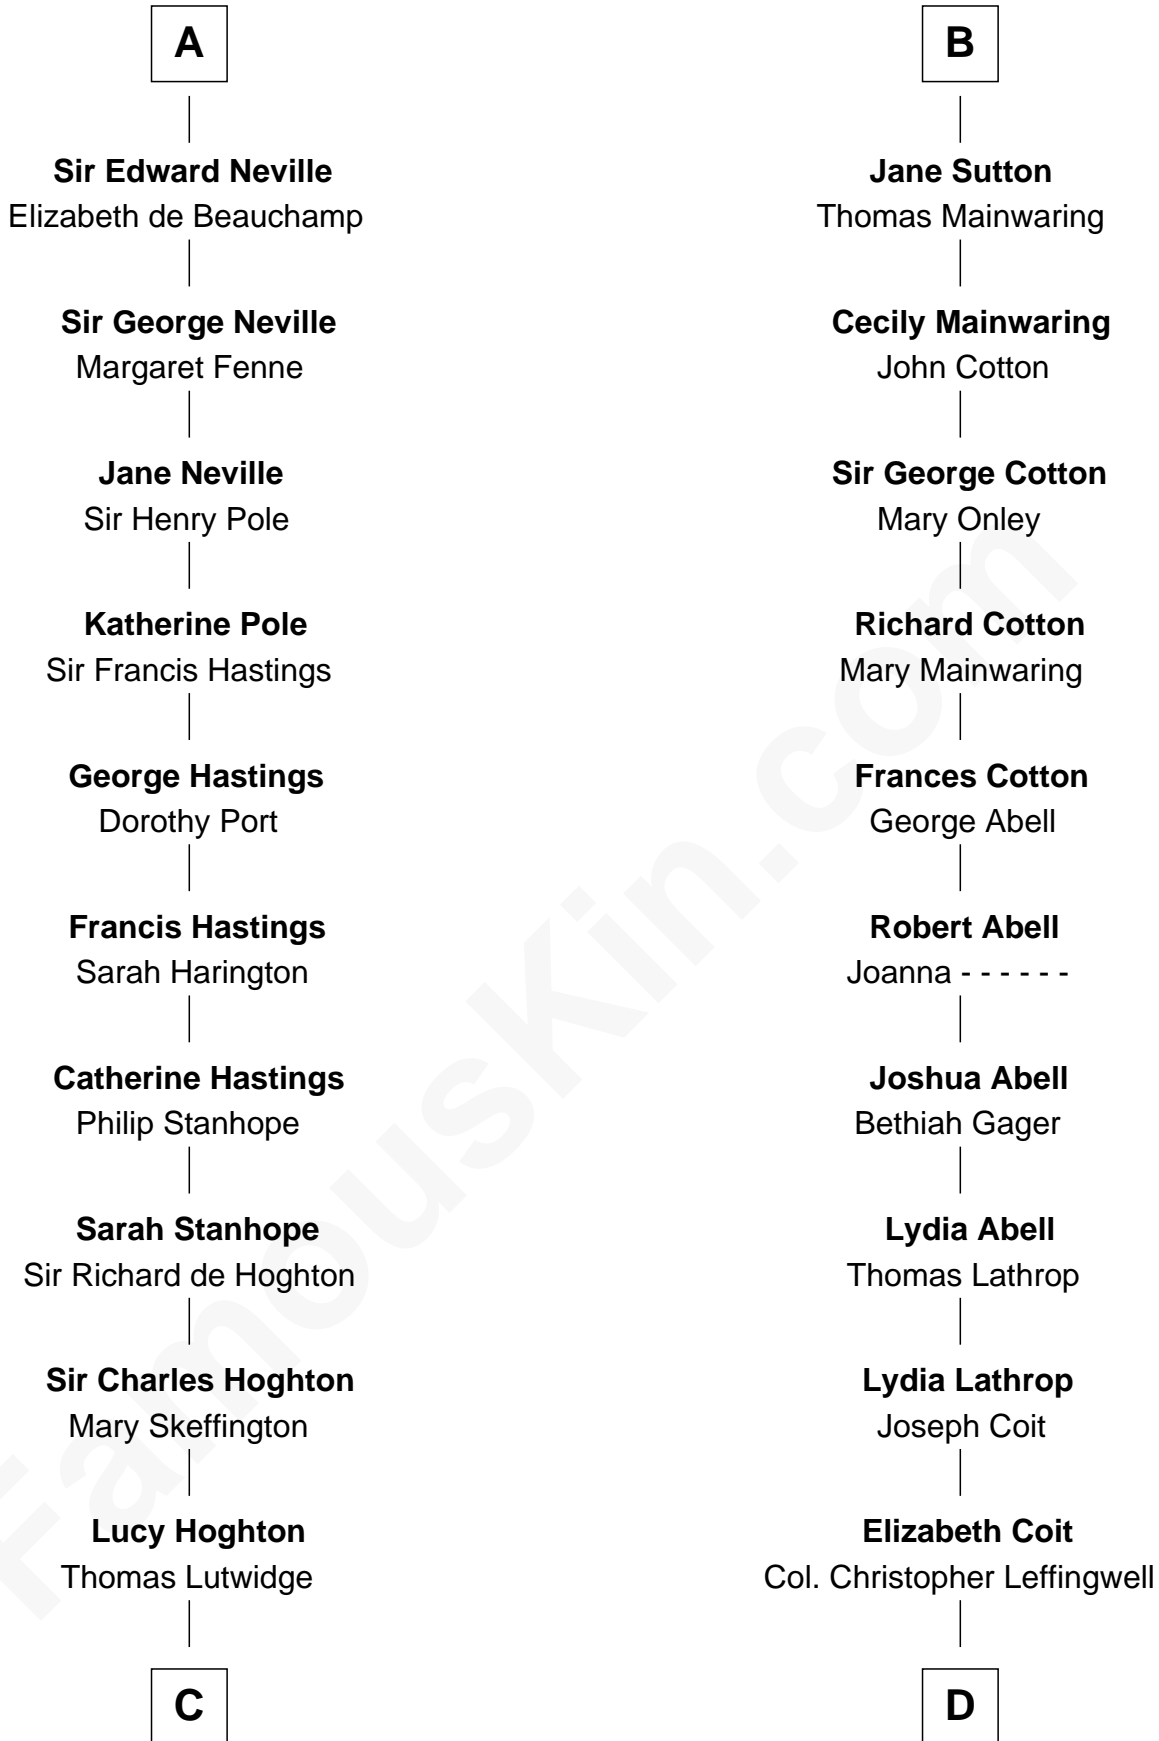 A
Sir Edward Neville
Elizabeth de Beauchamp
Sir George Neville
Margaret Fenne
Jane Neville
Sir Henry Pole
Katherine Pole
Sir Francis Hastings
George Hastings
Dorothy Port
Francis Hastings
Sarah Harington
Catherine Hastings
Philip Stanhope
Sarah Stanhope
Sir Richard de Hoghton
Sir Charles Hoghton
Mary Skeffington
Lucy Hoghton
Thomas Lutwidge
C
B
Jane Sutton
Thomas Mainwaring
Cecily Mainwaring
John Cotton
Sir George Cotton
Mary Onley
Richard Cotton
Mary Mainwaring
Frances Cotton
George Abell
Robert Abell
Joanna - - - - - -
Joshua Abell
Bethiah Gager
Lydia Abell
Thomas Lathrop
Lydia Lathrop
Joseph Coit
Elizabeth Coit
Col. Christopher Leffingwell
D
FamousKin.com